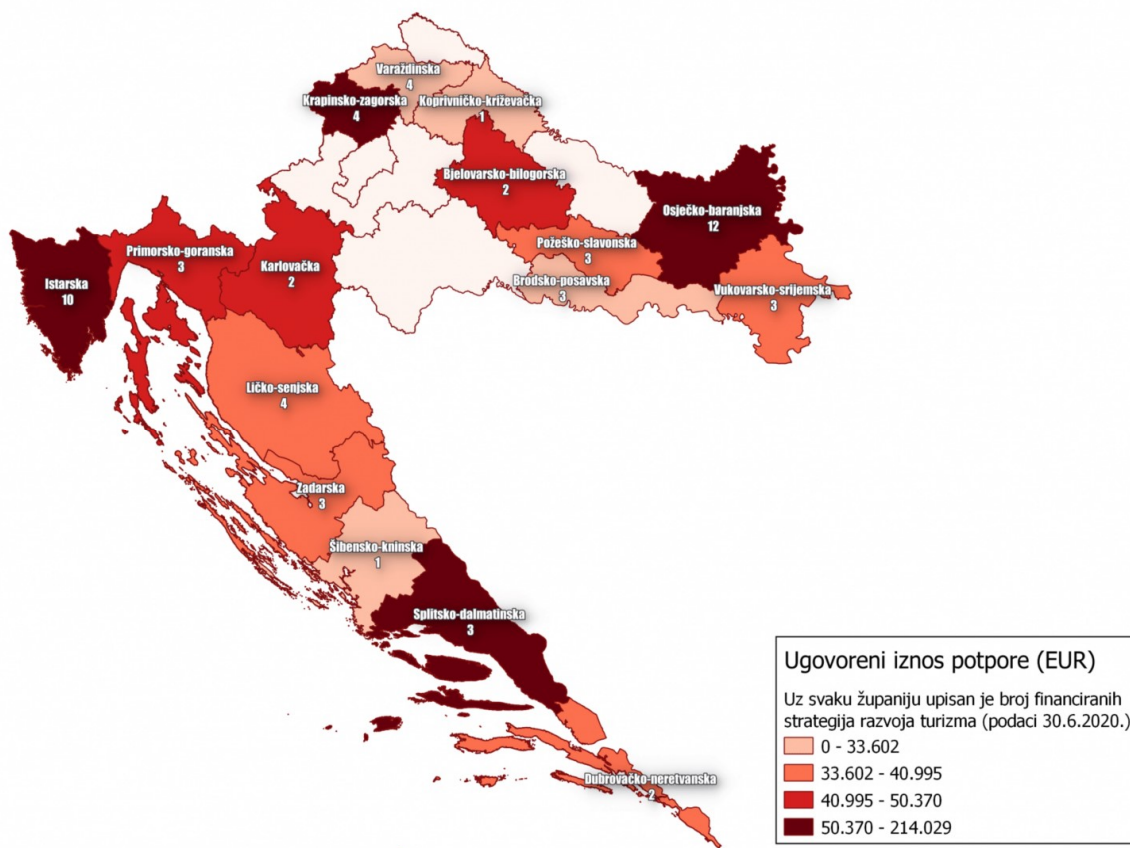 Varaždinska
4
Krapinsko-zagorska
4
Koprivničko-križevačka
1
Bjelovarsko-bilogorska
2
Osječko-baranjska
12
Požeško-slavonska
3
Brodsko-posavska
3
Vukovarsko-srijemska
3
Primorsko-goranska
3
Karlovačka
2
Istarska
10
Ličko-senjska
4
Zadarska
3
Šibensko-kninska
1
Splitsko-dalmatinska
3
Dubrovačko-neretvanska
2
Ugovoreni iznos potpore (EUR)
Uz svaku županiju upisan je broj financiranih
strategija razvoja turizma (podaci 30.6.2020.)
0 - 33.602
33.602 - 40.995
40.995 - 50.370
50.370 - 214.029